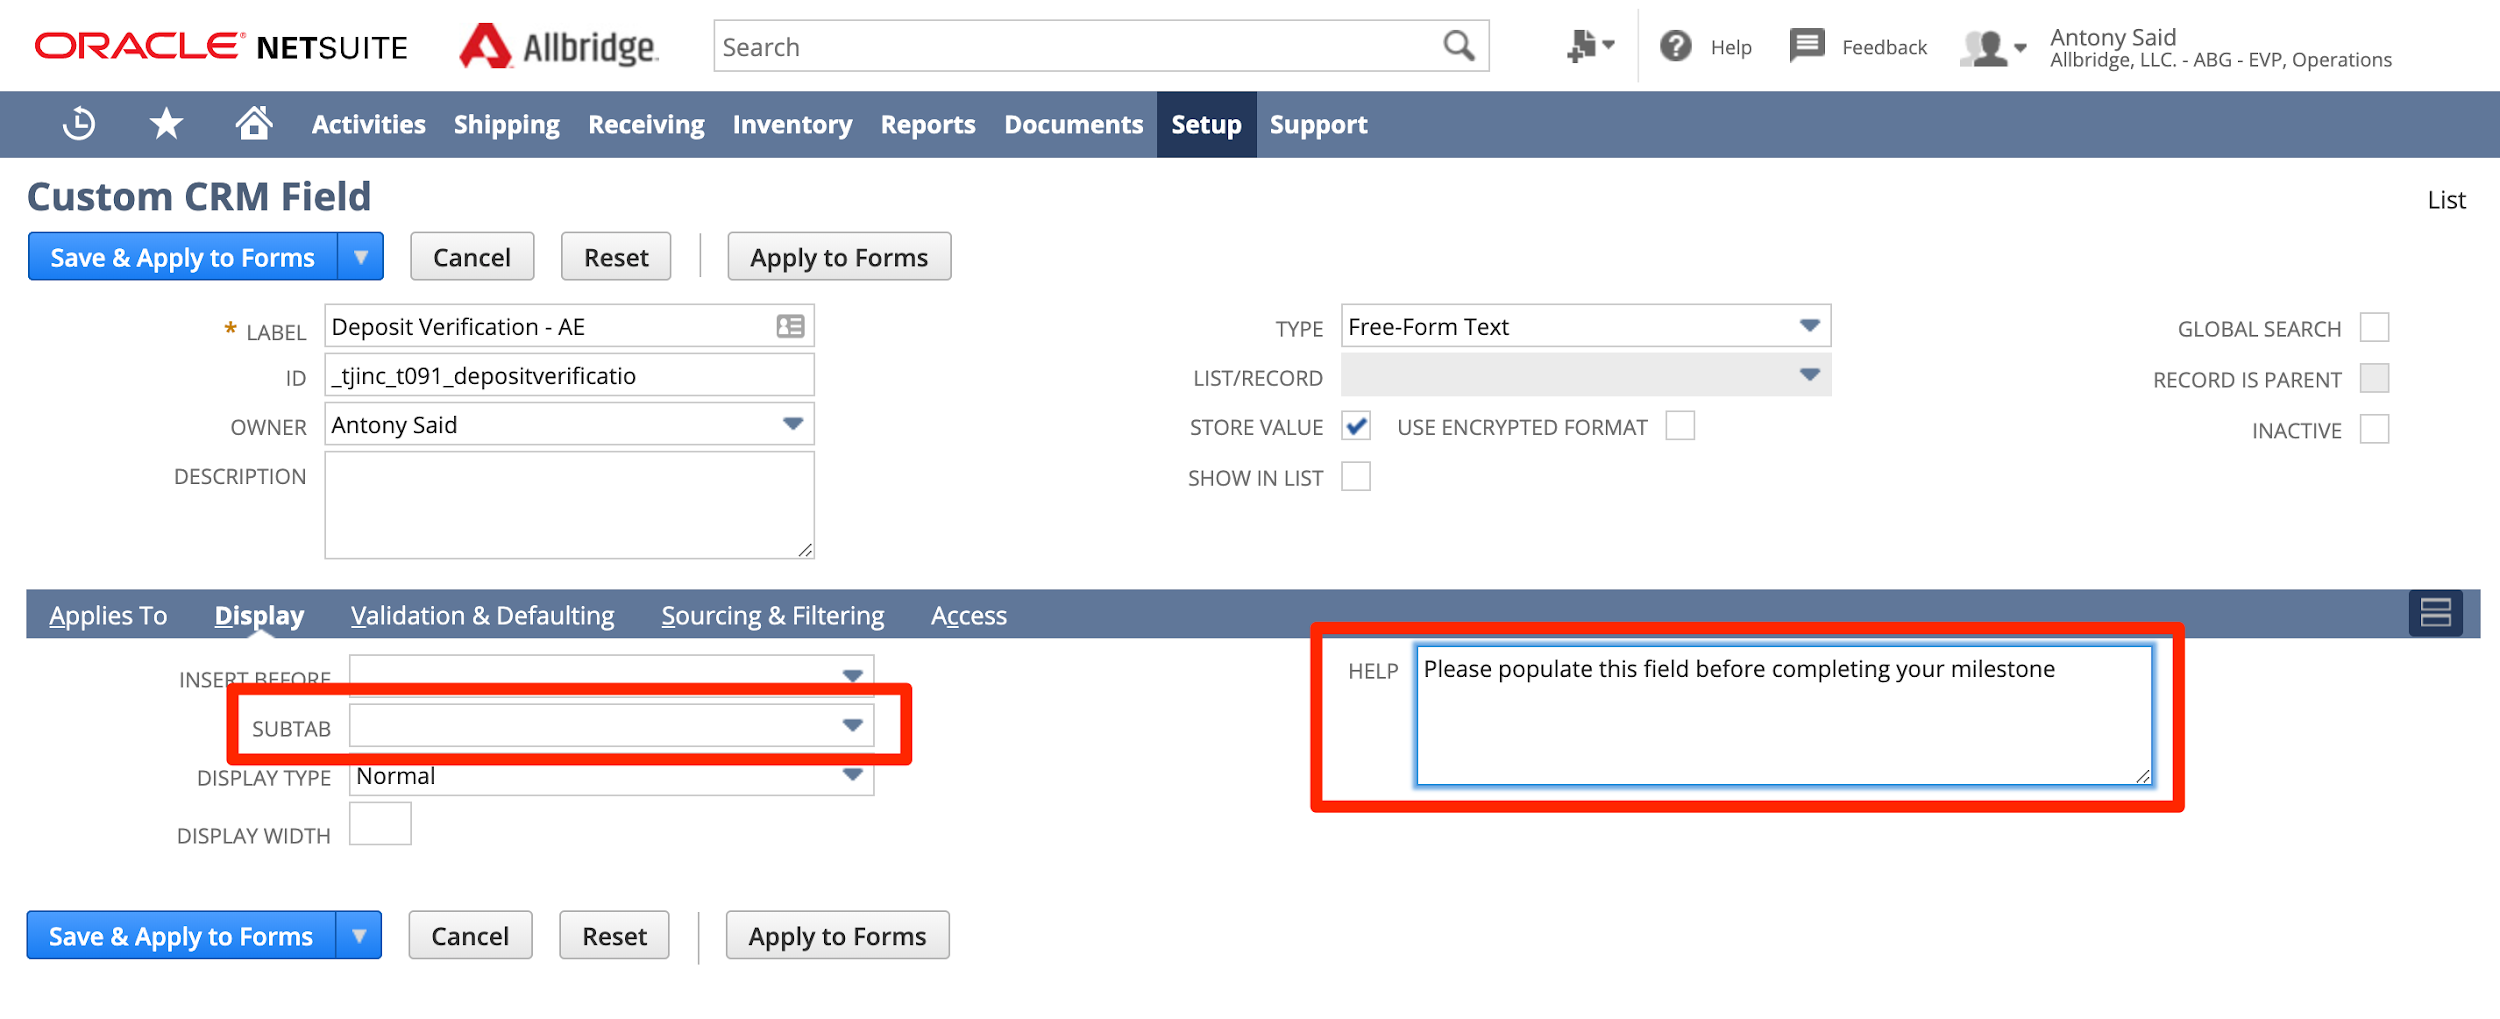 ORACLE NETSUITE
Allbridge
Search
Help
Feedback
Antony Said
Allbridge, LLC. - ABG - EVP, Operations
Activities Shipping Receiving Inventory Reports Documents Setup Support
Custom CRM Field
List
Save & Apply to Forms Cancel Reset Apply to Forms
* LABEL Deposit Verification - AE
ID _tjinc_t091_depositverificatio
OWNER Antony Said
DESCRIPTION
TYPE Free-Form Text
LIST/RECORD
STORE VALUE USE ENCRYPTED FORMAT
SHOW IN LIST
GLOBAL SEARCH
RECORD IS PARENT
INACTIVE
Applies To Display Validation & Defaulting Sourcing & Filtering Access
INSERT BEFORE
SUBTAB
DISPLAY TYPE Normal
DISPLAY WIDTH
HELP Please populate this field before completing your milestone
Save & Apply to Forms Cancel Reset Apply to Forms